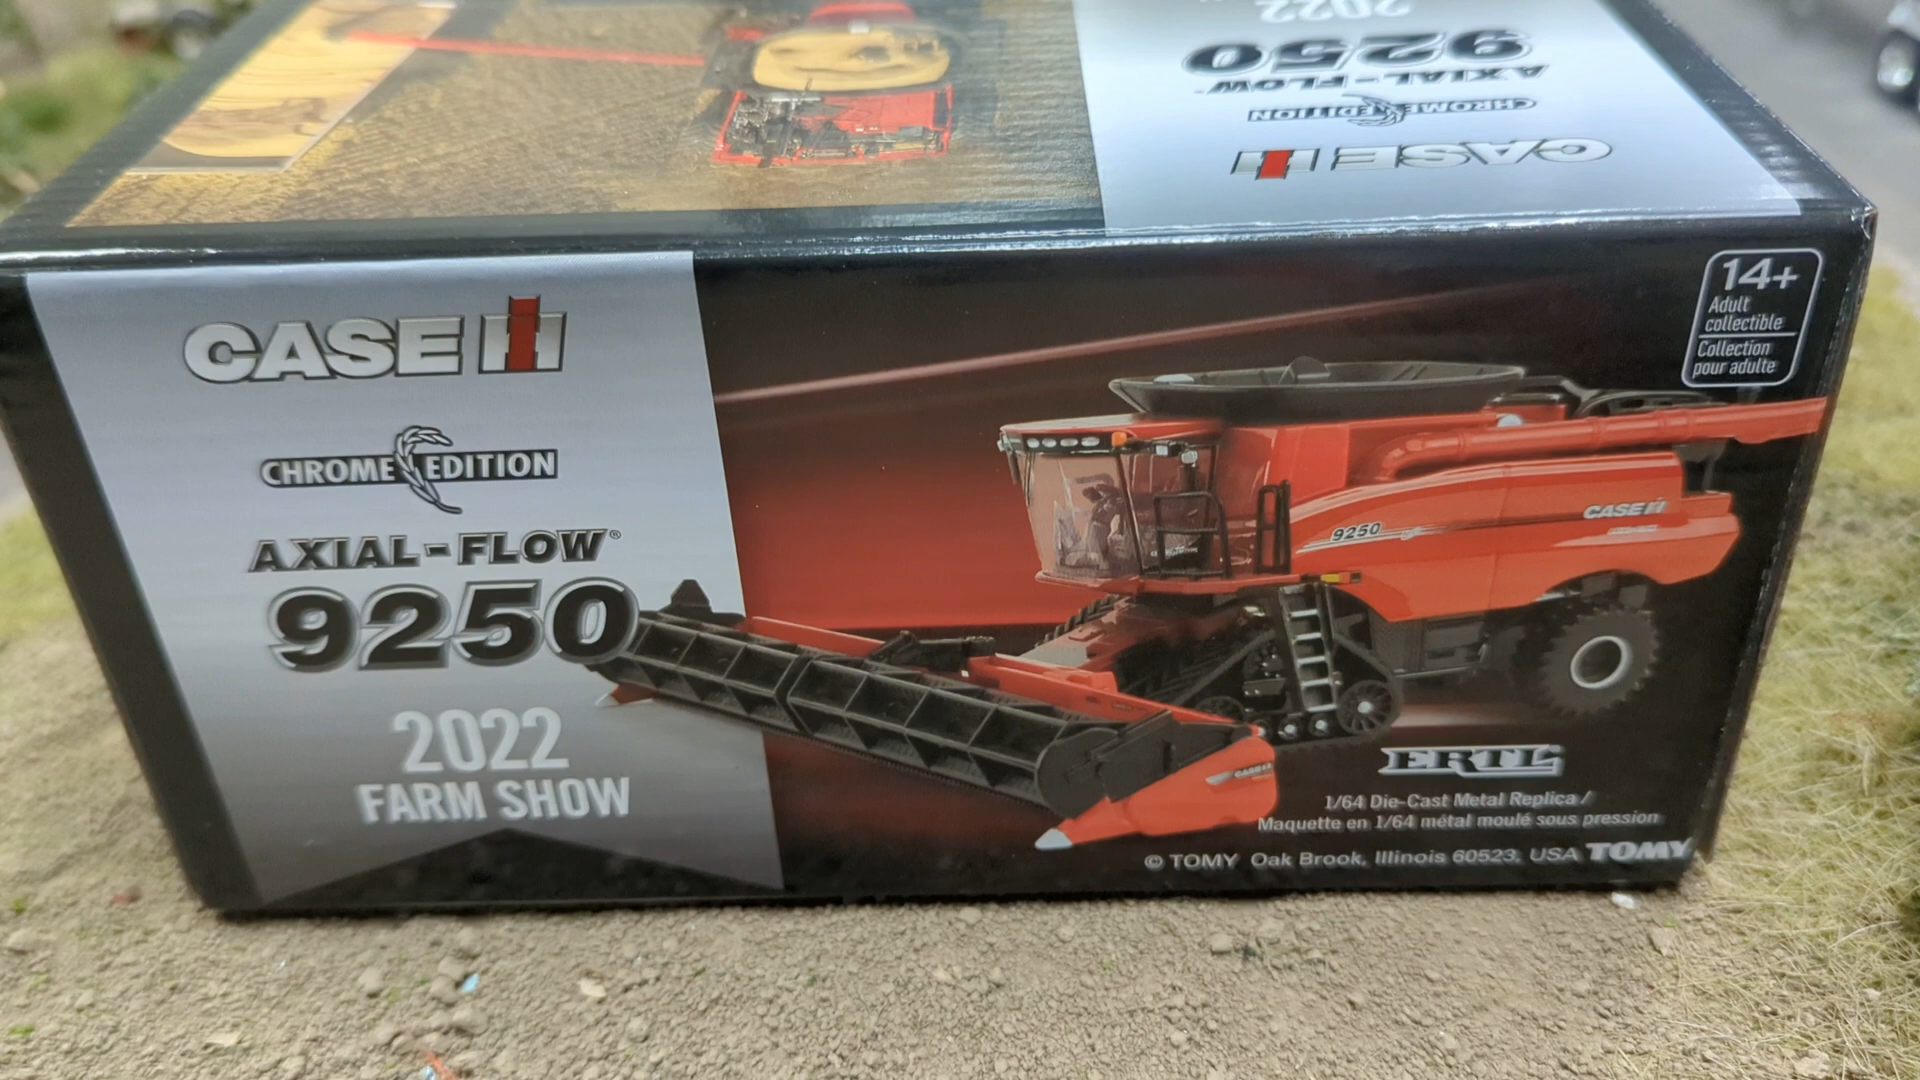 2022
9250
AXIAL-FLOW
CHROME EDITION
CASE IH
CASE IH
CHROME EDITION
AXIAL-FLOW®
9250
2022
FARM SHOW
14+
Adult
collectible
Collection
pour adulte
9250
CASE IH
CASE IH
ERTL
1/64 Die-Cast Metal Replica /
Maquette en 1/64 métal moulé sous pression
© TOMY Oak Brook, Illinois 60523, USA TOMY